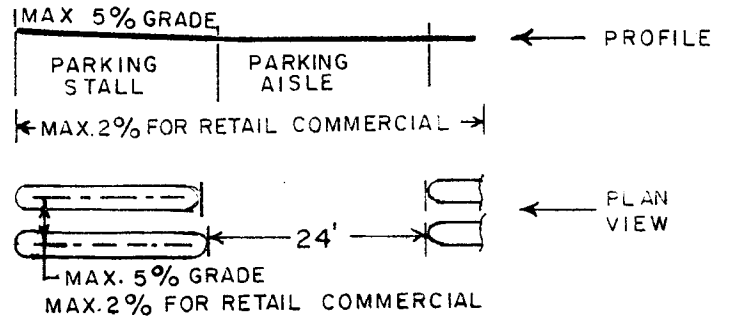 MAX 5% GRADE
PROFILE
PARKING STALL
PARKING AISLE
MAX. 2% FOR RETAIL COMMERCIAL
PLAN VIEW
24'
MAX. 5% GRADE
MAX. 2% FOR RETAIL COMMERCIAL